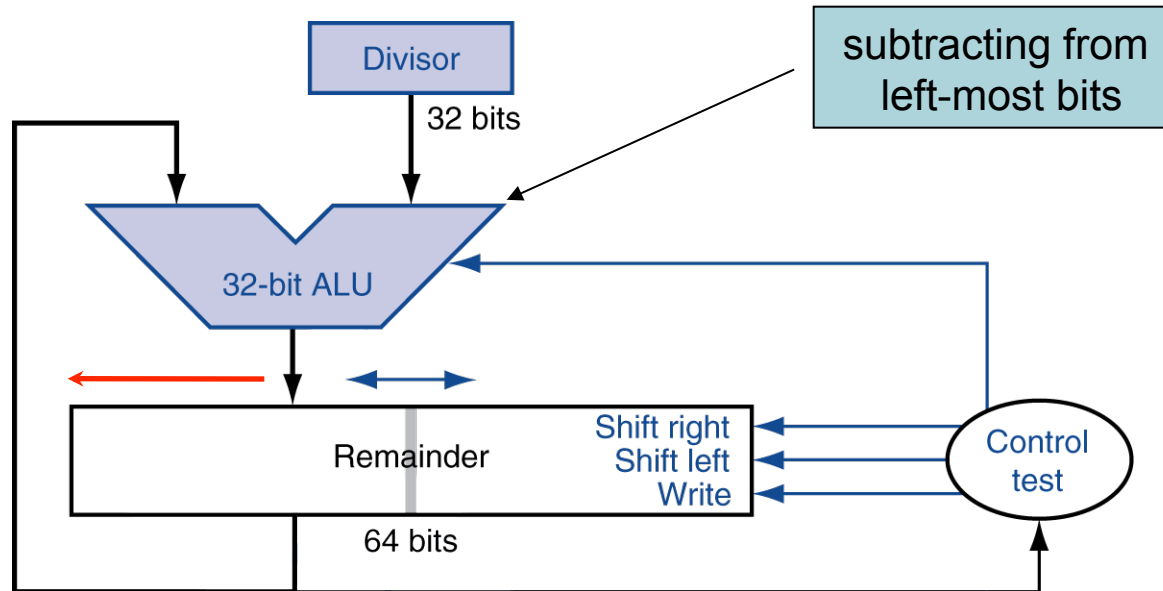 subtracting from
left-most bits
Divisor
32 bits
32-bit ALU
Remainder
Shift right
Shift left
Write
Control
test
64 bits